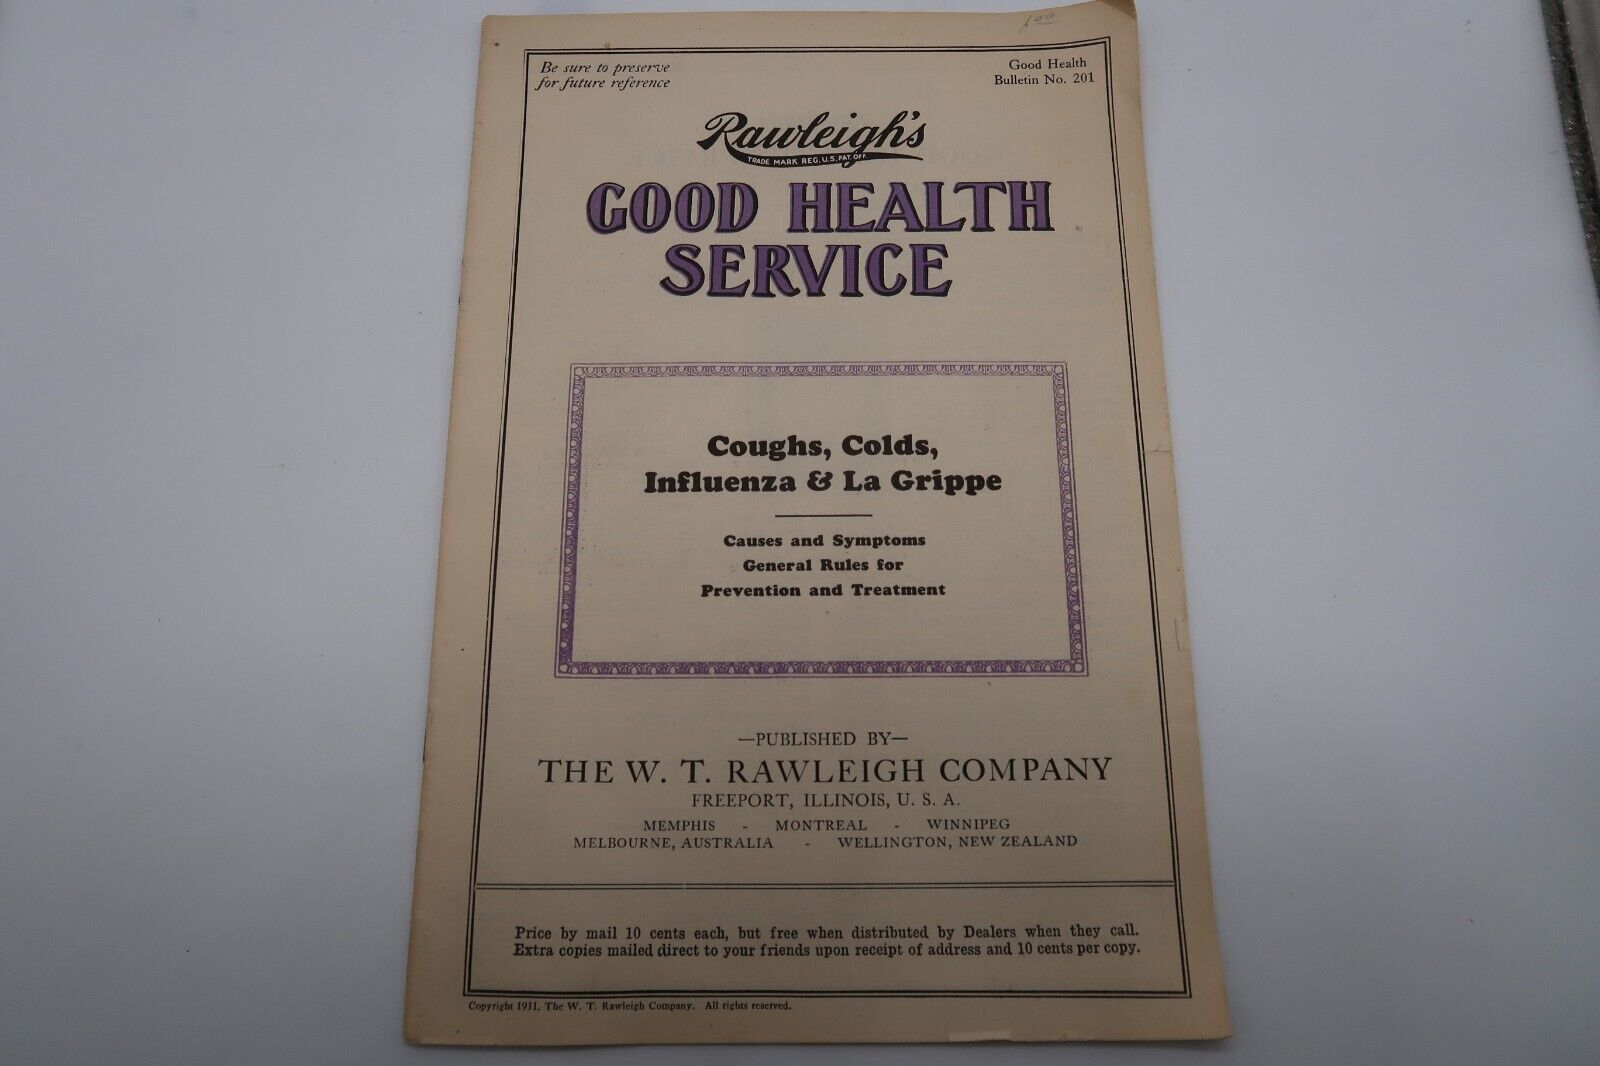 1.00
Be sure to preserve
for future reference
Good Health
Bulletin No. 201
Rawleigh's
TRADE MARK REG. U.S. PAT. OFF.
GOOD HEALTH
SERVICE
Coughs, Colds,
Influenza & La Grippe
Causes and Symptoms
General Rules for
Prevention and Treatment
—PUBLISHED BY—
THE W. T. RAWLEIGH COMPANY
FREEPORT, ILLINOIS, U. S. A.
MEMPHIS - MONTREAL - WINNIPEG
MELBOURNE, AUSTRALIA - WELLINGTON, NEW ZEALAND
Price by mail 10 cents each, but free when distributed by Dealers when they call.
Extra copies mailed direct to your friends upon receipt of address and 10 cents per copy.
Copyright 1931, The W. T. Rawleigh Company. All rights reserved.